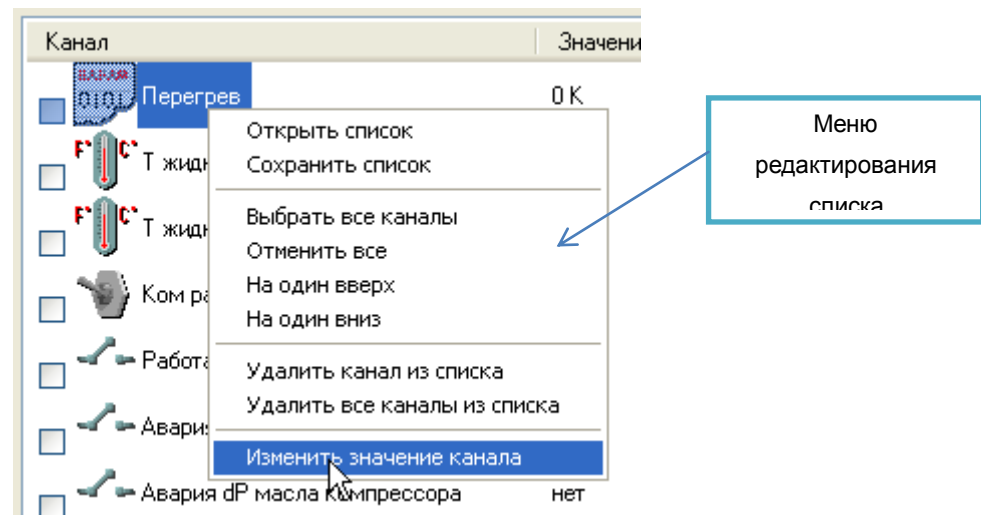 Канал Значени
Перегрев 0 K
Открыть список
F° C° Т жидк Сохранить список
Выбрать все каналы
F° C° Т жидк
Отменить все
Ком ра На один вверх
На один вниз
Работа
Удалить канал из списка
Удалить все каналы из списка
Авари
Изменить значение канала
Авария dP масла компрессора нет
Меню
редактирования
списка